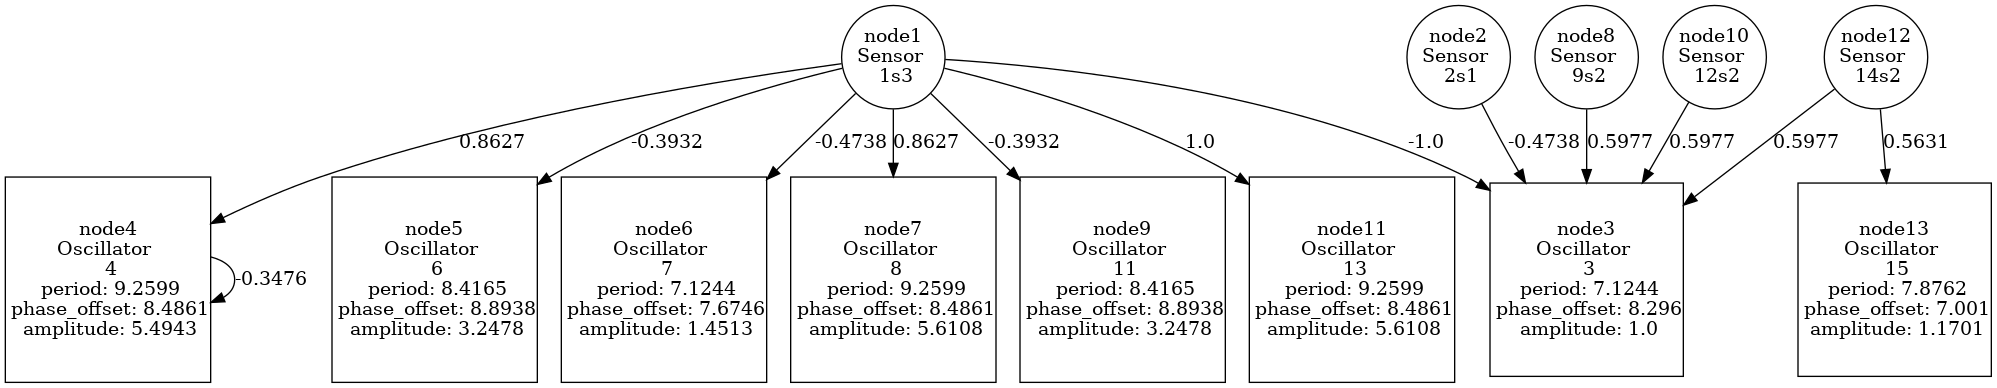 node1
Sensor
1s3
node2
Sensor
2s1
node8
Sensor
9s2
node10
Sensor
12s2
node12
Sensor
14s2
0.8627
-0.3932
-0.4738
0.8627
-0.3932
1.0
-1.0
-0.4738
0.5977
0.5977
0.5977
0.5631
node4
Oscillator
4
period: 9.2599
phase_offset: 8.4861
amplitude: 5.4943
-0.3476
node5
Oscillator
6
period: 8.4165
phase_offset: 8.8938
amplitude: 3.2478
node6
Oscillator
7
period: 7.1244
phase_offset: 7.6746
amplitude: 1.4513
node7
Oscillator
8
period: 9.2599
phase_offset: 8.4861
amplitude: 5.6108
node9
Oscillator
11
period: 8.4165
phase_offset: 8.8938
amplitude: 3.2478
node11
Oscillator
13
period: 9.2599
phase_offset: 8.4861
amplitude: 5.6108
node3
Oscillator
3
period: 7.1244
phase_offset: 8.296
amplitude: 1.0
node13
Oscillator
15
period: 7.8762
phase_offset: 7.001
amplitude: 1.1701